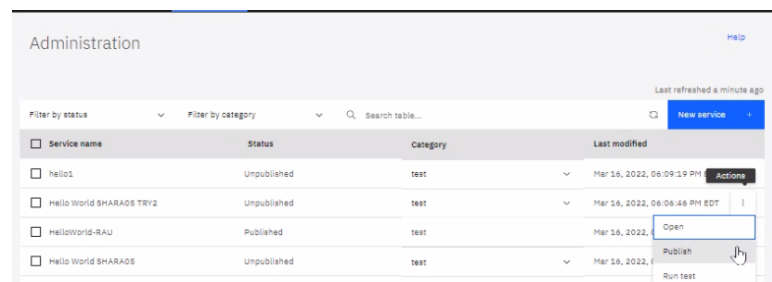 Administration
Help
Last refreshed a minute ago
Filter by status Filter by category Search table... New service +
Service name Status Category Last modified
hello1 Unpublished test Mar 16, 2022, 06:09:19 PM
Actions
Hello World SHARA05 TRY2 Unpublished test Mar 16, 2022, 06:06:46 PM EDT
Open
HelloWorld-RAU Published test Mar 16, 2022,
Publish
Hello World SHARA05 Unpublished test Mar 16, 2022,
Run test